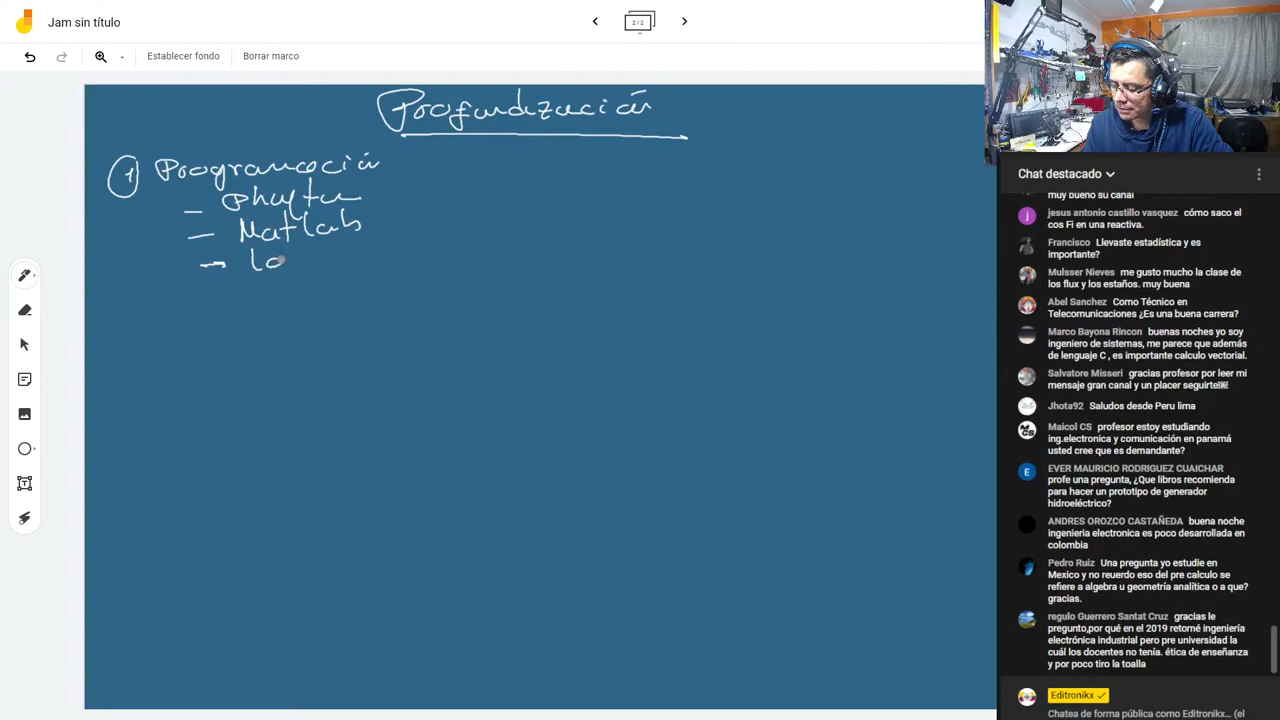 Jam sin título
2 / 2
Establecer fondo
Borrar marco
Profundización
1 Programación
- Phyton
- Matlab
- La
Chat destacado
muy bueno su canal
jesus antonio castillo vasquez cómo saco el
cos Fi en una reactiva.
Francisco Llevaste estadística y es
importante?
Mulsser Nieves me gusto mucho la clase de
los flux y los estaños. muy buena
Abel Sanchez Como Técnico en
Telecomunicaciones ¿Es una buena carrera?
Marco Bayona Rincon buenas noches yo soy
ingeniero de sistemas, me parece que además
de lenguaje C , es importante calculo vectorial.
Salvatore Misseri gracias profesor por leer mi
mensaje gran canal y un placer seguirte
Jhota92 Saludos desde Peru lima
Maicol CS profesor estoy estudiando
ing.electronica y comunicación en panamá
usted cree que es demandante?
EVER MAURICIO RODRIGUEZ CUAICHAR
profe una pregunta, ¿Que libros recomienda
para hacer un prototipo de generador
hidroeléctrico?
ANDRES OROZCO CASTAÑEDA buena noche
ingenieria electronica es poco desarrollada en
colombia
Pedro Ruiz Una pregunta yo estudie en
Mexico y no reuerdo eso del pre calculo se
refiere a algebra u geometría analítica o a que?
gracias.
regulo Guerrero Santat Cruz gracias le
pregunto,por qué en el 2019 retomé ingeniería
electrónica industrial pero pre universidad la
cuál los docentes no tenía. ética de enseñanza
y por poco tiro la toalla
Editronikx
Chatea de forma pública como Editronikx... (el